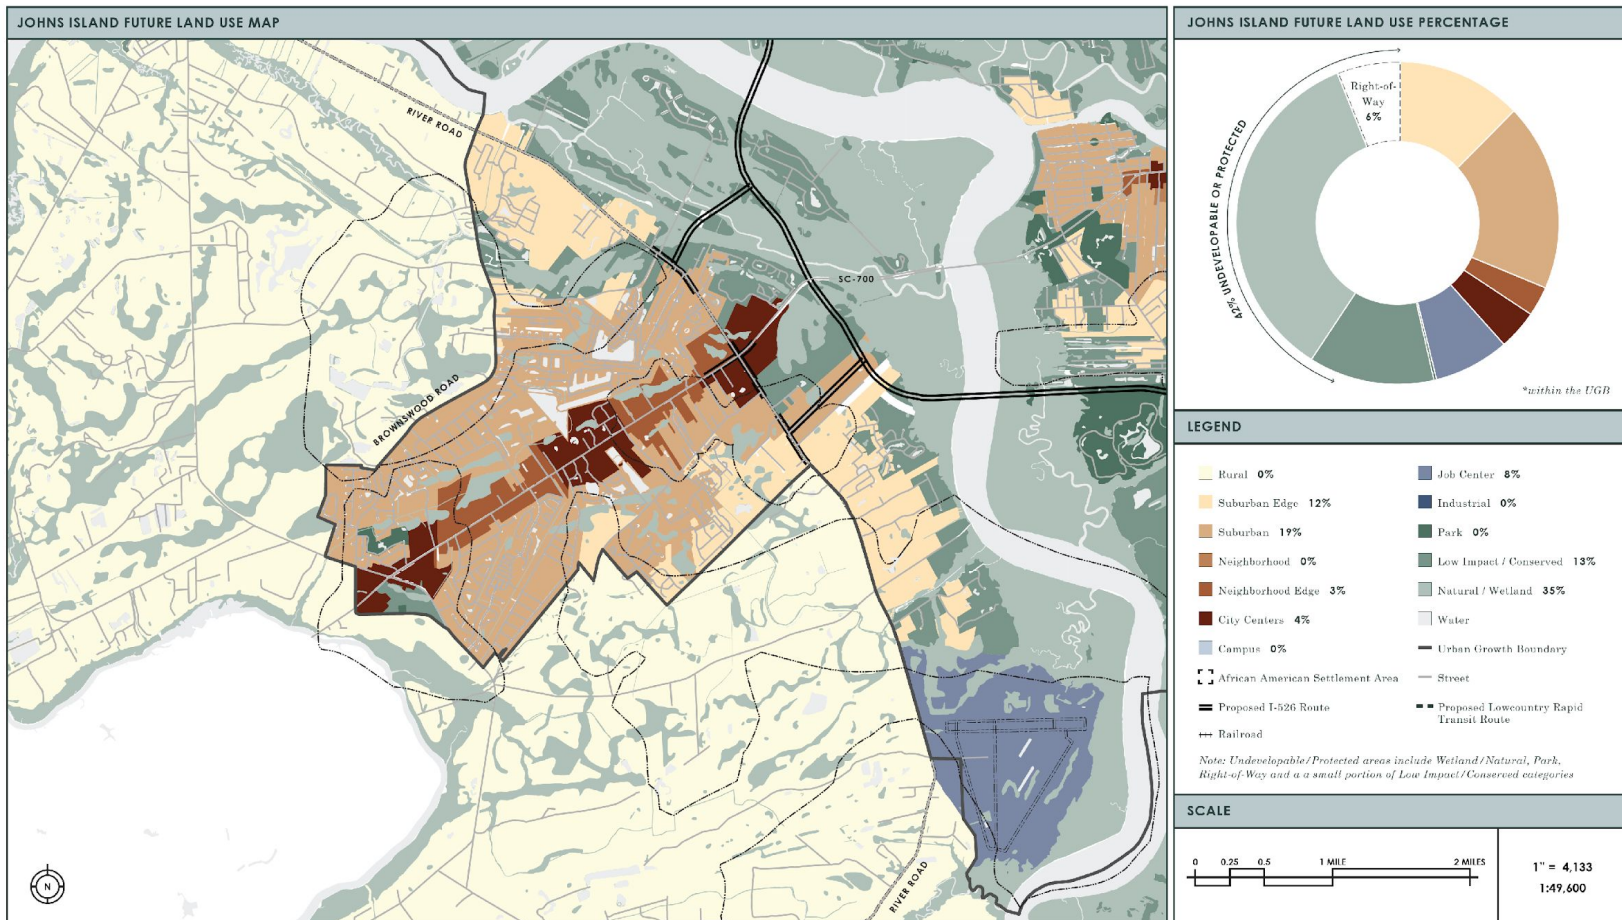 JOHNS ISLAND FUTURE LAND USE MAP
RIVER ROAD
SC-700
BROWNSWOOD ROAD
RIVER ROAD
N
JOHNS ISLAND FUTURE LAND USE PERCENTAGE
Right-of-
Way
6%
42% UNDEVELOPABLE OR PROTECTED
*within the UGB
LEGEND
Rural 0%
Suburban Edge 12%
Suburban 19%
Neighborhood 0%
Neighborhood Edge 3%
City Centers 4%
Campus 0%
African American Settlement Area
Proposed I-526 Route
Railroad
Job Center 8%
Industrial 0%
Park 0%
Low Impact / Conserved 13%
Natural / Wetland 35%
Water
Urban Growth Boundary
Street
Proposed Lowcountry Rapid
Transit Route
Note: Undevelopable/Protected areas include Wetland/Natural, Park,
Right-of-Way and a a small portion of Low Impact/Conserved categories
SCALE
0 0.25 0.5 1 MILE 2 MILES
1" = 4,133
1:49,600